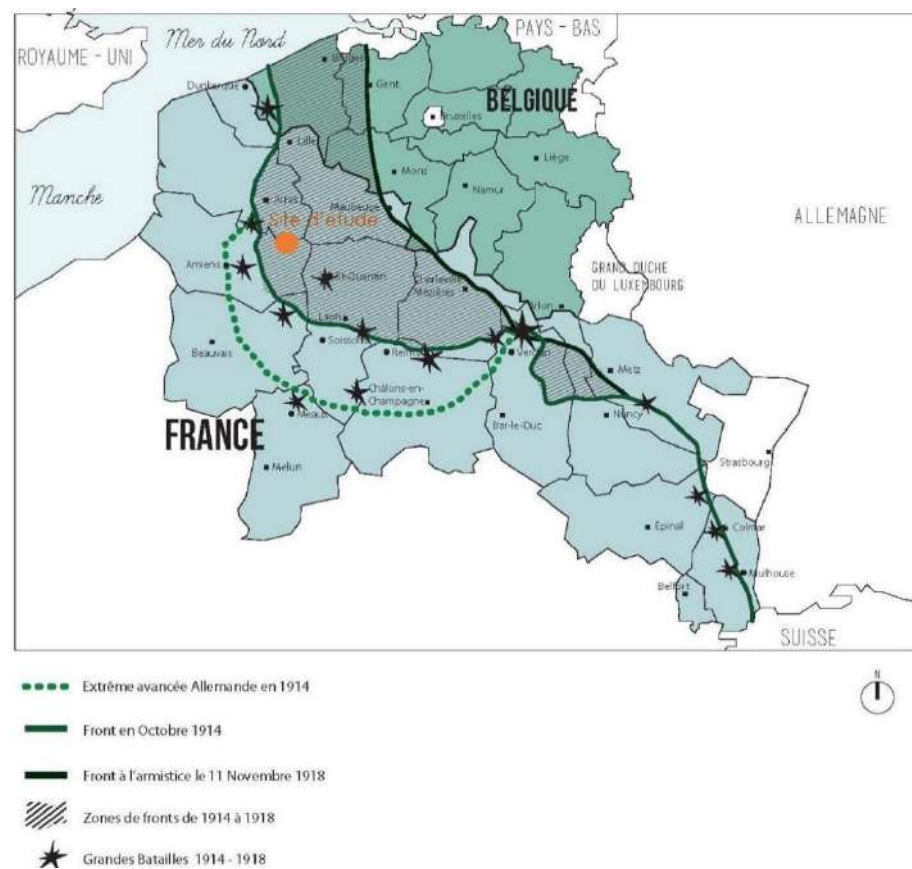 PAYS - BAS
Mer du Nord
ROYAUME - UNI
Dunkerque
Gent
BELGIQUE
Bruxelles
Lille
Liège
Mons
Namur
Manche
Arras
Maubeuge
Site d'étude
ALLEMAGNE
Amiens
St-Quentin
Charleville
Mézières
GRAND DUCHE
DU LUXEMBOURG
Arlon
Laon
Beauvais
Soissons
Reims
Verdun
Metz
Châlons-en-
Champagne
Meaux
FRANCE
Bar-le-Duc
Nancy
Strasbourg
Melun
Epinal
Colmar
Mulhouse
Belfort
SUISSE
Extrême avancée Allemande en 1914
N
Front en Octobre 1914
Front à l'armistice le 11 Novembre 1918
Zones de fronts de 1914 à 1918
Grandes Batailles 1914 - 1918